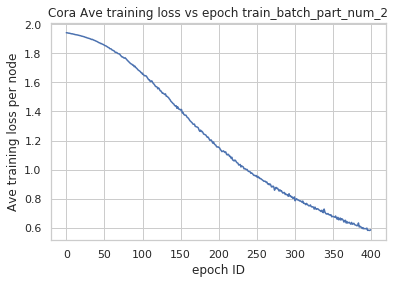 Cora Ave training loss vs epoch train_batch_part_num_2
Ave training loss per node
2.0
1.8
1.6
1.4
1.2
1.0
0.8
0.6
0 50 100 150 200 250 300 350 400
epoch ID